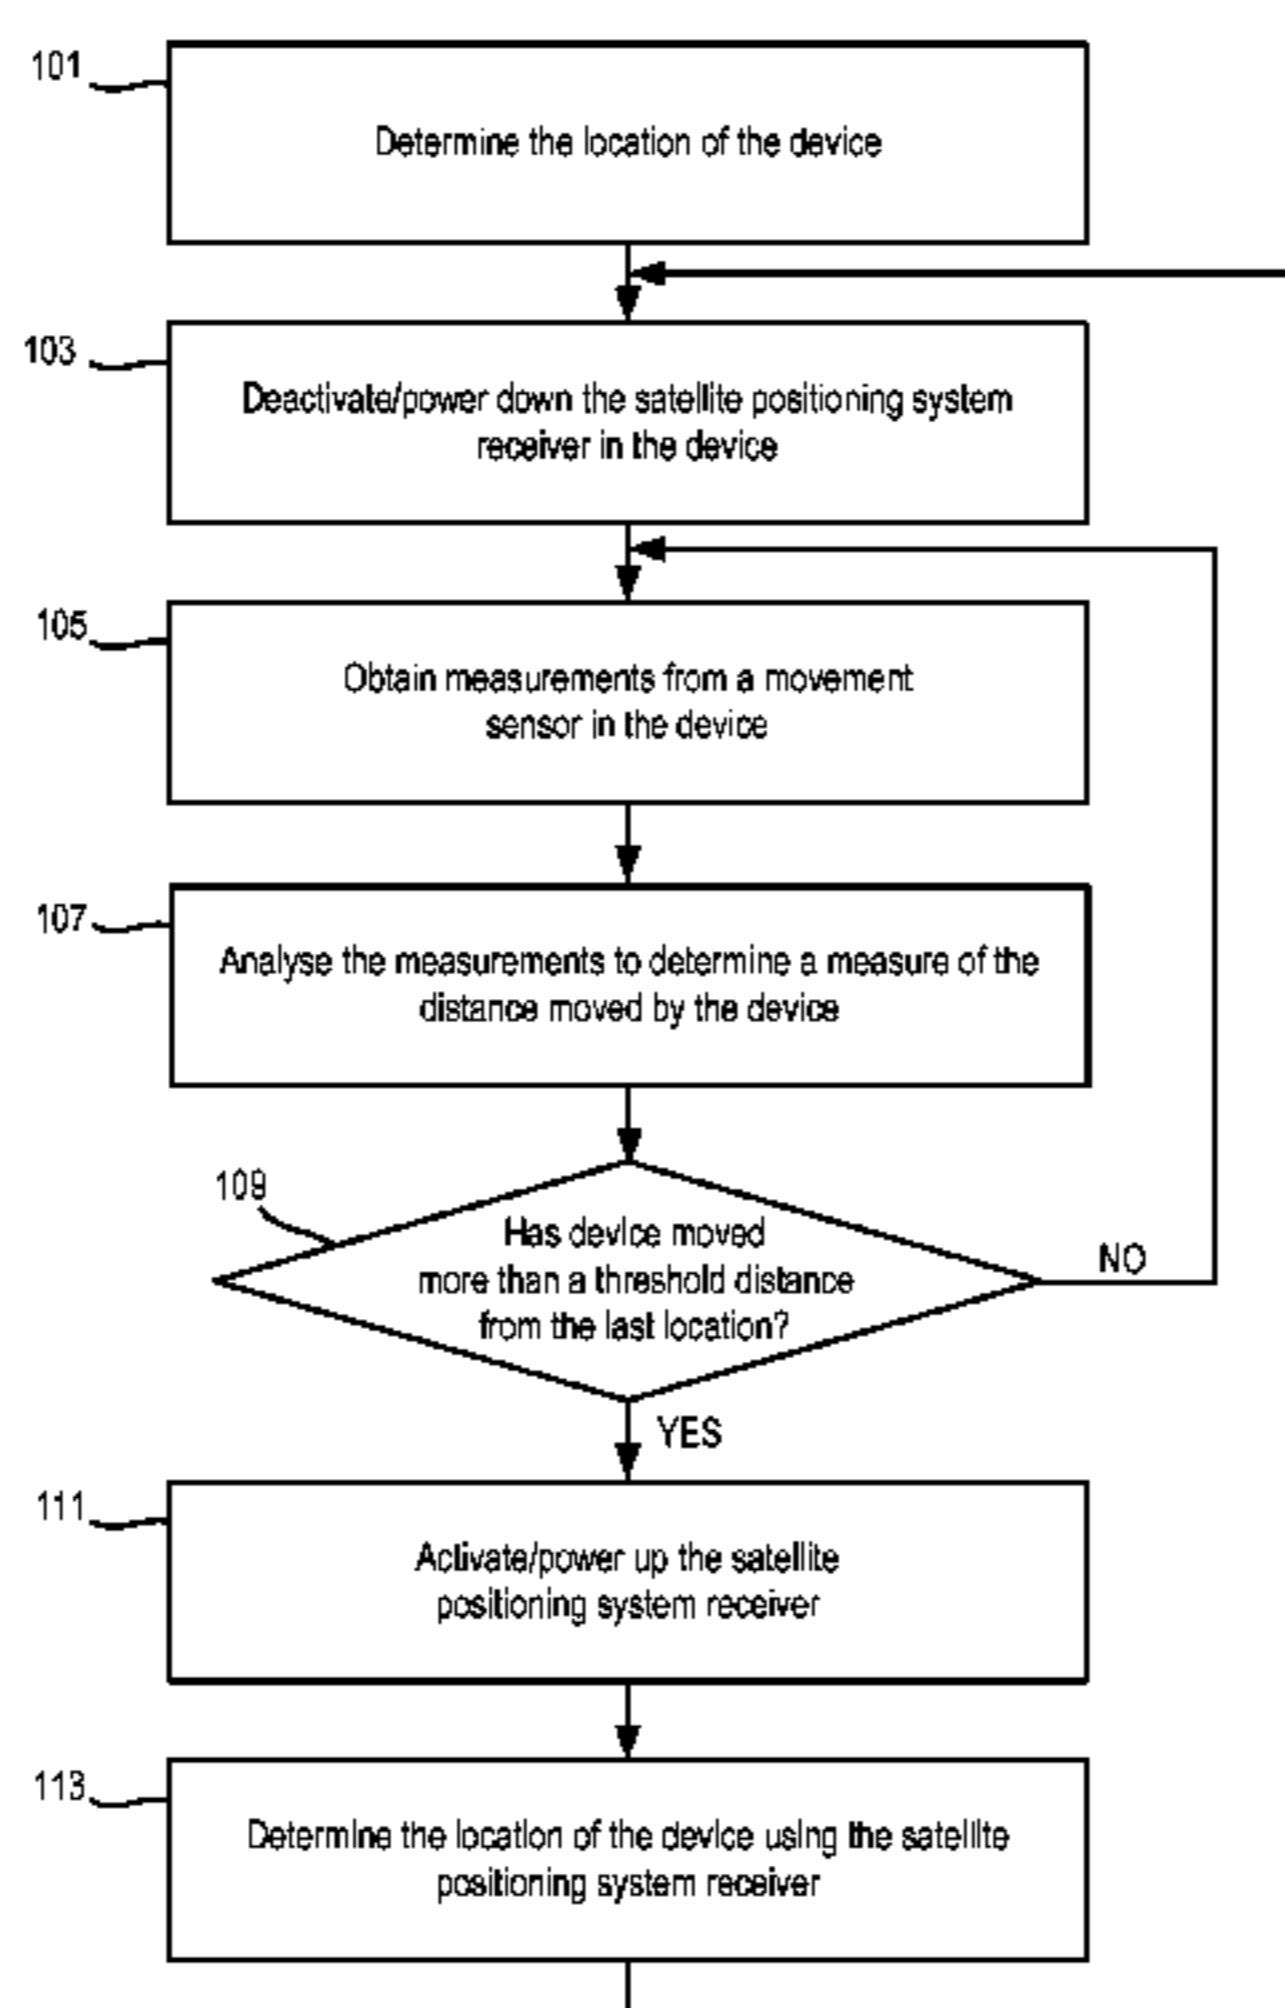 101
Determine the location of the device
103
Deactivate/power down the satellite positioning system
receiver in the device
105
Obtain measurements from a movement
sensor in the device
107
Analyse the measurements to determine a measure of the
distance moved by the device
109
Has device moved
more than a threshold distance
from the last location?
NO
YES
111
Activate/power up the satellite
positioning system receiver
113
Determine the location of the device using the satellite
positioning system receiver